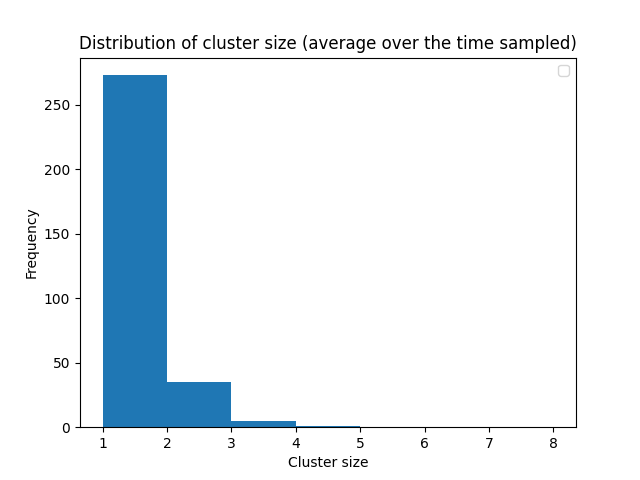 Distribution of cluster size (average over the time sampled)
250
200
150
100
50
0
Frequency
1 2 3 4 5 6 7 8
Cluster size